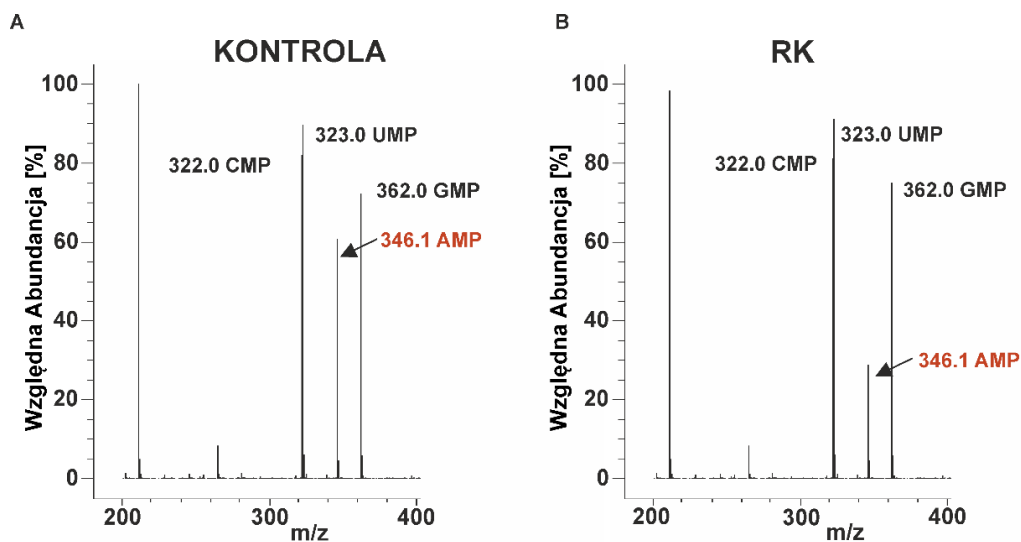 A
KONTROLA
Względna Abundancja [%]
100
80
60
40
20
0
322.0 CMP
323.0 UMP
362.0 GMP
346.1 AMP
200
300
400
m/z
B
RK
Względna Abundancja [%]
100
80
60
40
20
0
322.0 CMP
323.0 UMP
362.0 GMP
346.1 AMP
200
300
400
m/z